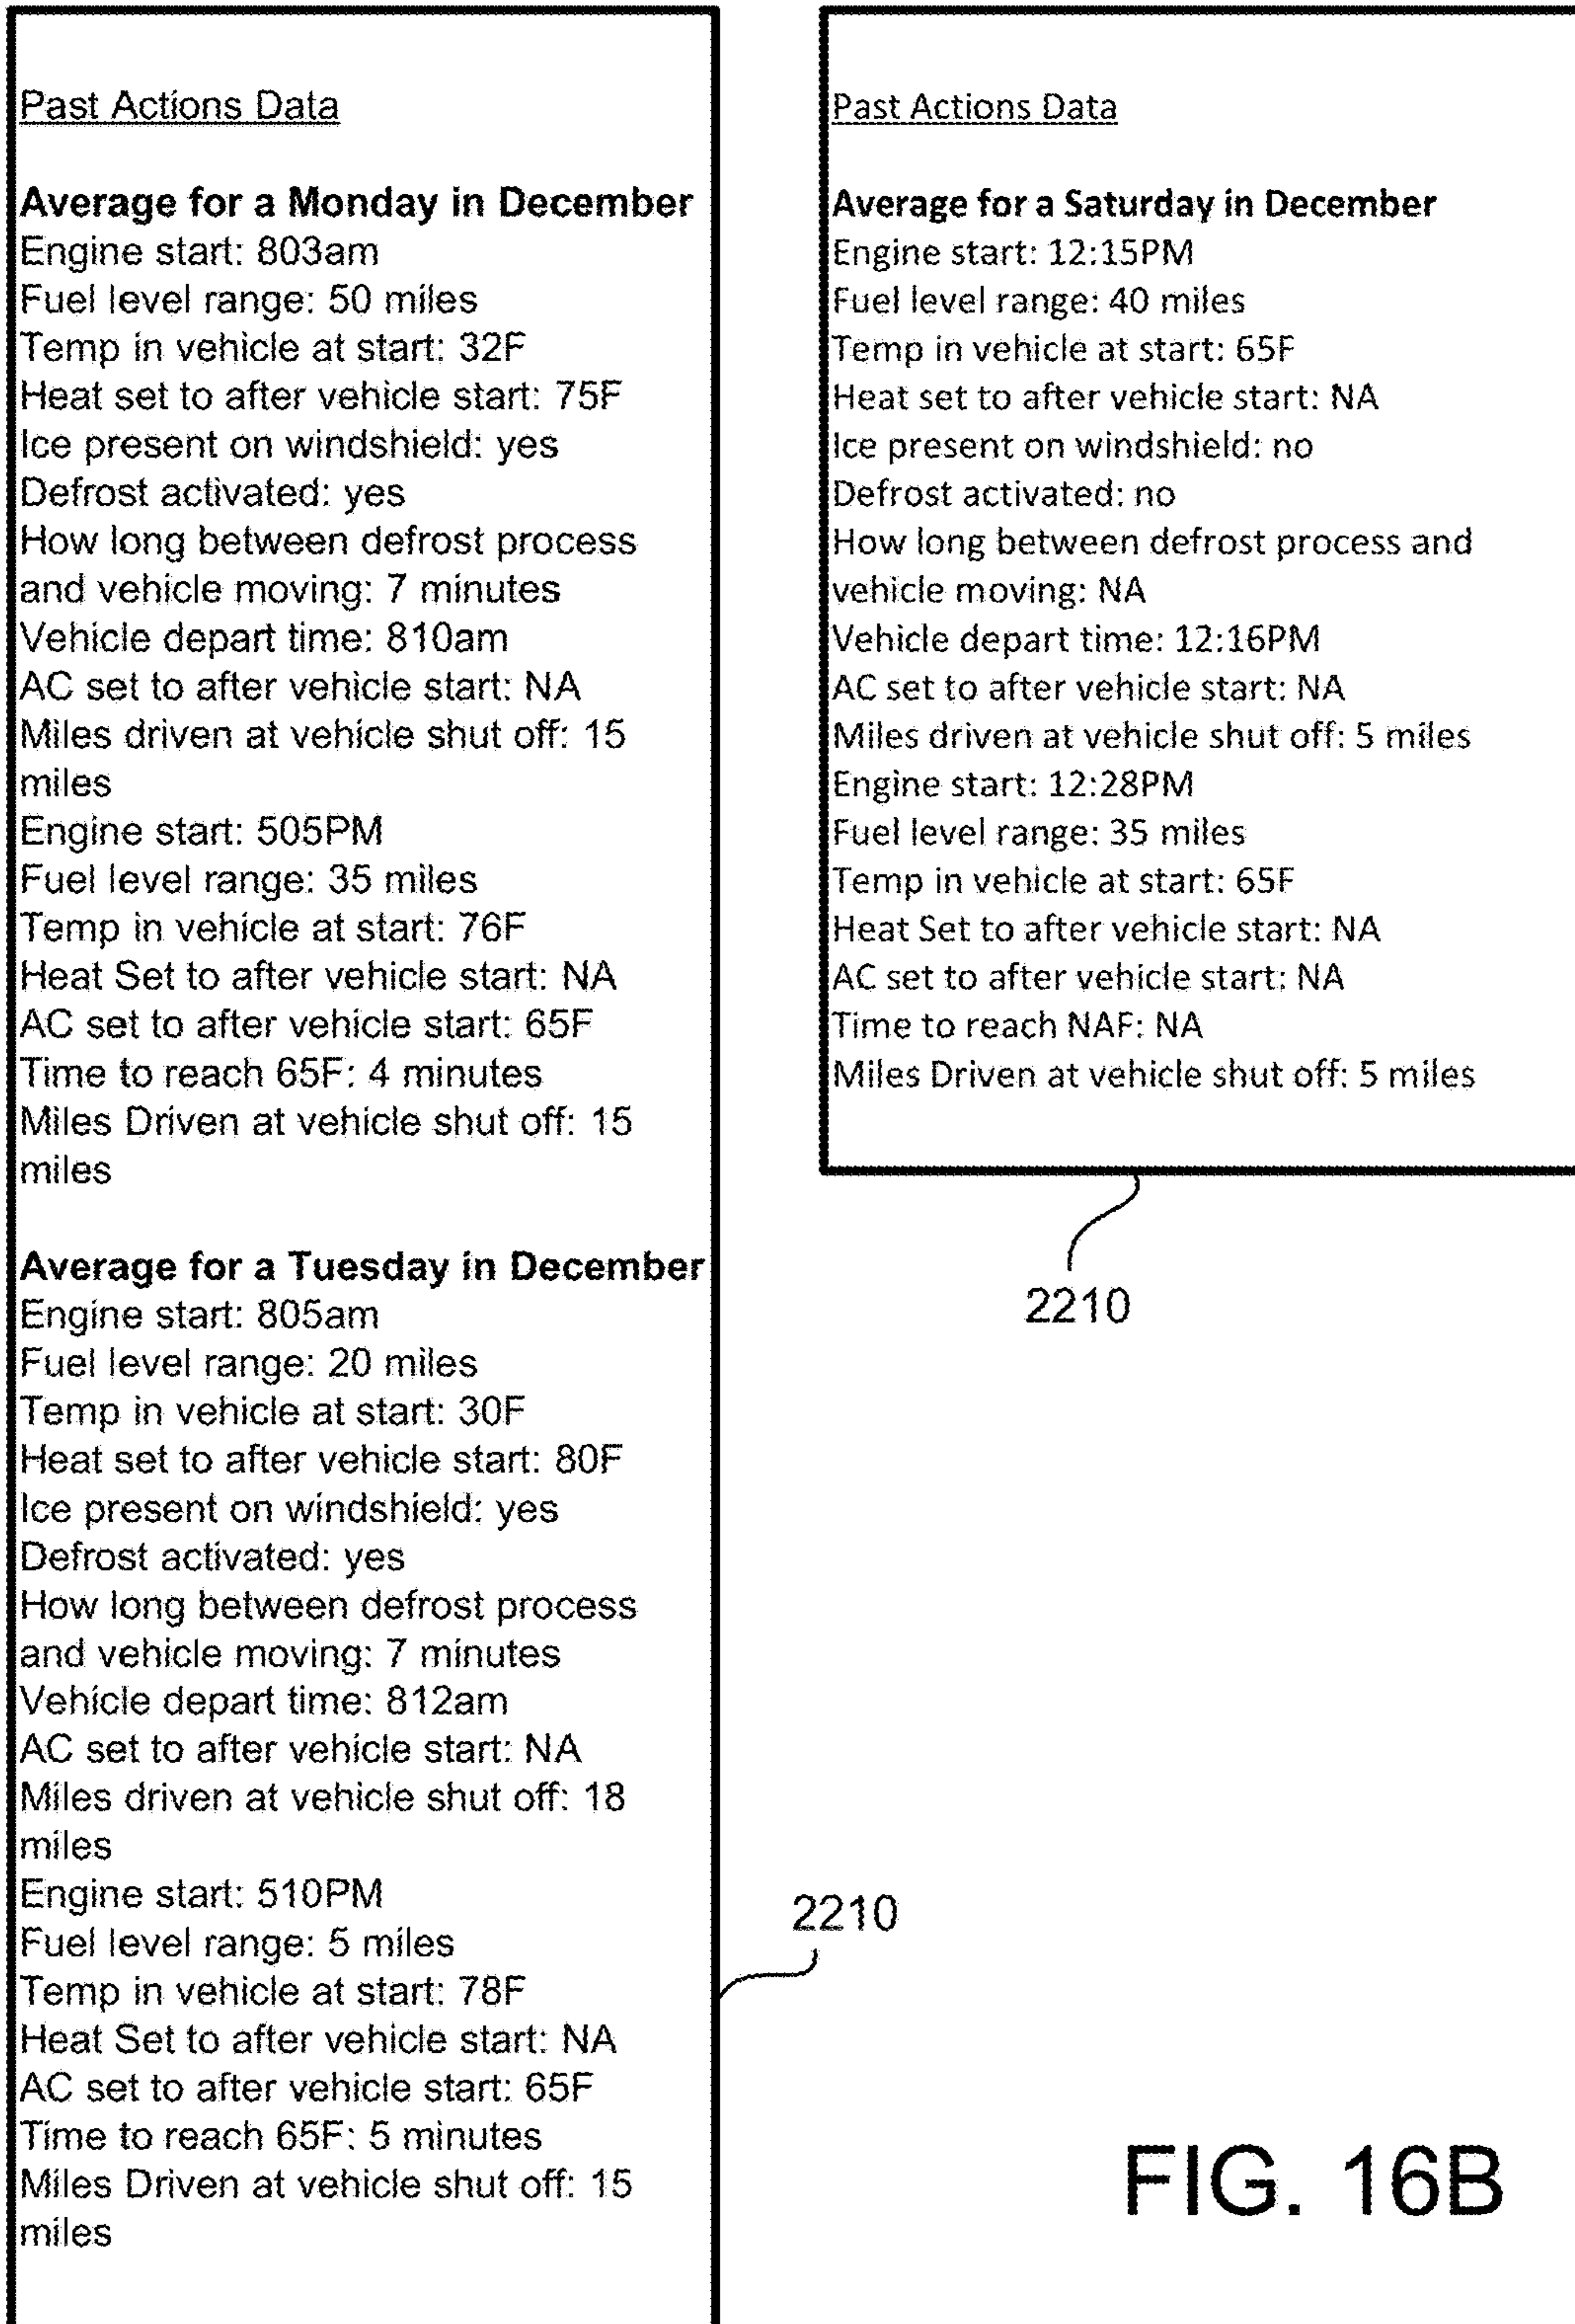 Past Actions Data
Average for a Monday in December
Engine start: 803am
Fuel level range: 50 miles
Temp in vehicle at start: 32F
Heat set to after vehicle start: 75F
Ice present on windshield: yes
Defrost activated: yes
How long between defrost process
and vehicle moving: 7 minutes
Vehicle depart time: 810am
AC set to after vehicle start: NA
Miles driven at vehicle shut off: 15
miles
Engine start: 505PM
Fuel level range: 35 miles
Temp in vehicle at start: 76F
Heat Set to after vehicle start: NA
AC set to after vehicle start: 65F
Time to reach 65F: 4 minutes
Miles Driven at vehicle shut off: 15
miles
Average for a Tuesday in December
Engine start: 805am
Fuel level range: 20 miles
Temp in vehicle at start: 30F
Heat set to after vehicle start: 80F
Ice present on windshield: yes
Defrost activated: yes
How long between defrost process
and vehicle moving: 7 minutes
Vehicle depart time: 812am
AC set to after vehicle start: NA
Miles driven at vehicle shut off: 18
miles
Engine start: 510PM
Fuel level range: 5 miles
Temp in vehicle at start: 78F
Heat Set to after vehicle start: NA
AC set to after vehicle start: 65F
Time to reach 65F: 5 minutes
Miles Driven at vehicle shut off: 15
miles
2210
Past Actions Data
Average for a Saturday in December
Engine start: 12:15PM
Fuel level range: 40 miles
Temp in vehicle at start: 65F
Heat set to after vehicle start: NA
Ice present on windshield: no
Defrost activated: no
How long between defrost process and
vehicle moving: NA
Vehicle depart time: 12:16PM
AC set to after vehicle start: NA
Miles driven at vehicle shut off: 5 miles
Engine start: 12:28PM
Fuel level range: 35 miles
Temp in vehicle at start: 65F
Heat Set to after vehicle start: NA
AC set to after vehicle start: NA
Time to reach NAF: NA
Miles Driven at vehicle shut off: 5 miles
2210
FIG. 16B